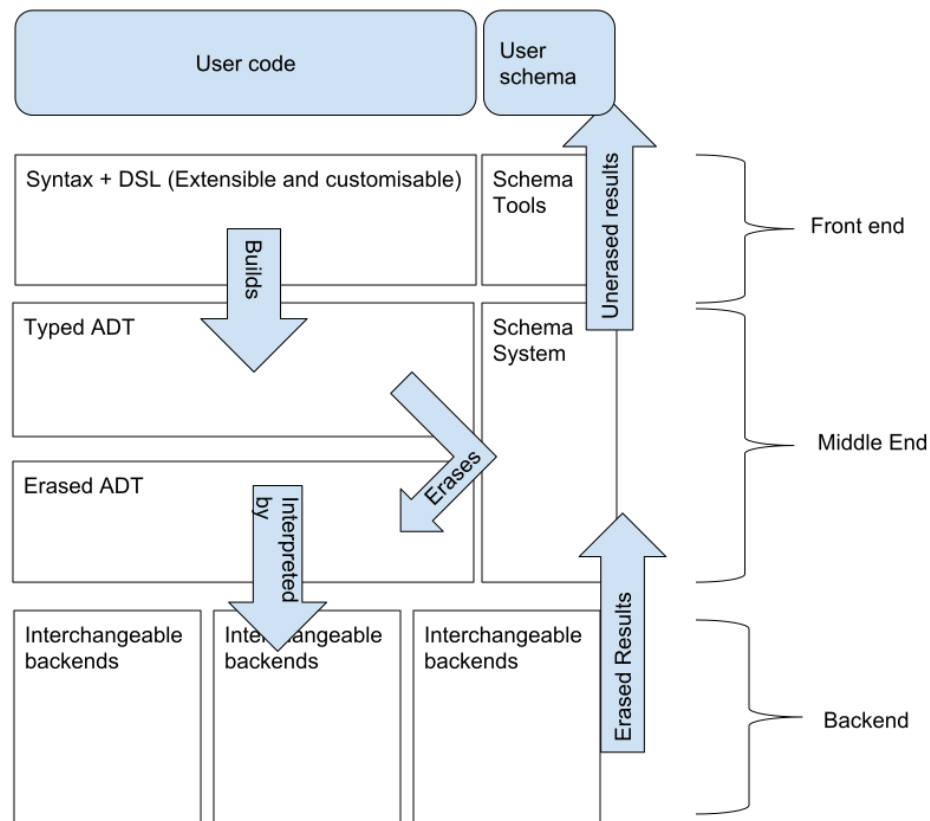 User code
User
schema
Syntax + DSL (Extensible and customisable)
Schema
Tools
Builds
Unerased results
Front end
Typed ADT
Schema
System
Erases
Middle End
Erased ADT
Interpreted
by
Interchangeable
backends
Interchangeable
backends
Interchangeable
backends
Erased Results
Backend